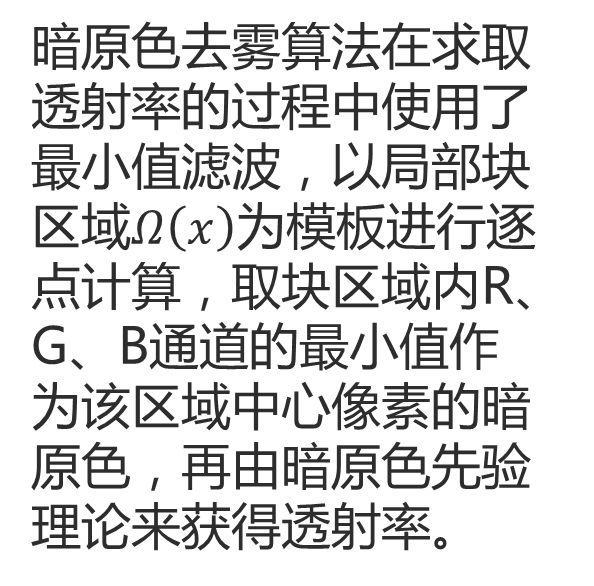 暗原色去雾算法在求取
透射率的过程中使用了
最小值滤波，以局部块
区域Ω(x)为模板进行逐
点计算，取块区域内R、
G、B通道的最小值作
为该区域中心像素的暗
原色，再由暗原色先验
理论来获得透射率。